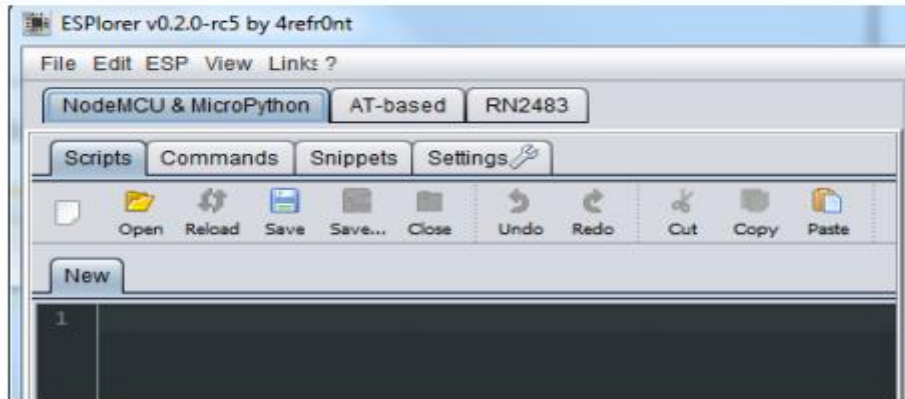 ESPlorer v0.2.0-rc5 by 4refr0nt
File Edit ESP View Links ?
NodeMCU & MicroPython AT-based RN2483
Scripts Commands Snippets Settings
Open Reload Save Save... Close Undo Redo Cut Copy Paste
New
1